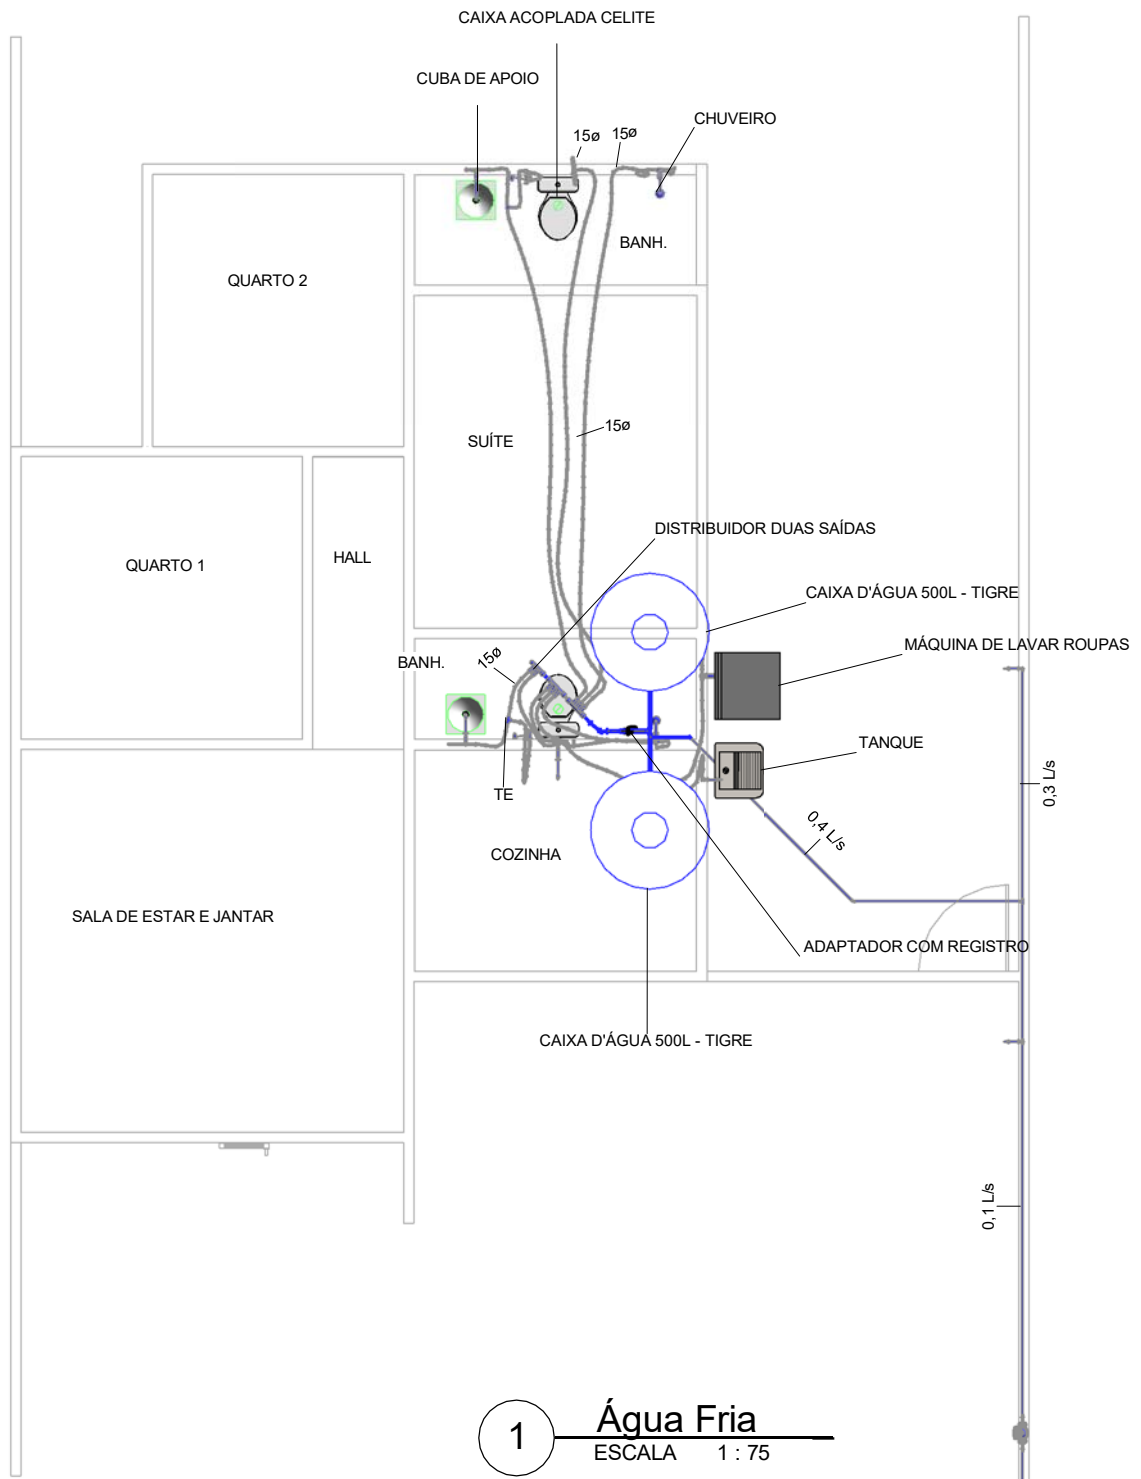 CAIXA ACOPLADA CELITE
CUBA DE APOIO
CHUVEIRO
15ø
15ø
BANH.
QUARTO 2
15ø
SUÍTE
DISTRIBUIDOR DUAS SAÍDAS
HALL
QUARTO 1
CAIXA D'ÁGUA 500L - TIGRE
MÁQUINA DE LAVAR ROUPAS
BANH.
15ø
TANQUE
0,3 L/s
TE
0,4 L/s
COZINHA
SALA DE ESTAR E JANTAR
ADAPTADOR COM REGISTRO
CAIXA D'ÁGUA 500L - TIGRE
0,1 L/s
1
Água Fria
ESCALA 1 : 75